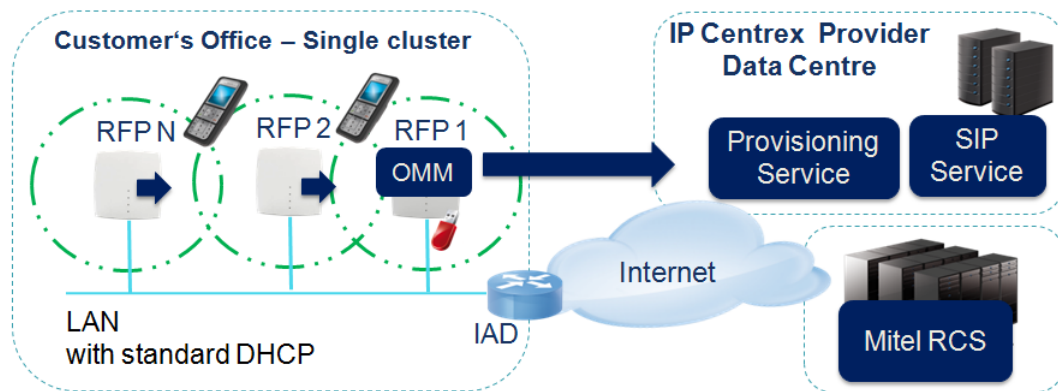 Customer‘s Office – Single cluster
RFP N
RFP 2
RFP 1
OMM
LAN
with standard DHCP
IAD
Internet
IP Centrex Provider
Data Centre
Provisioning
Service
SIP
Service
Mitel RCS